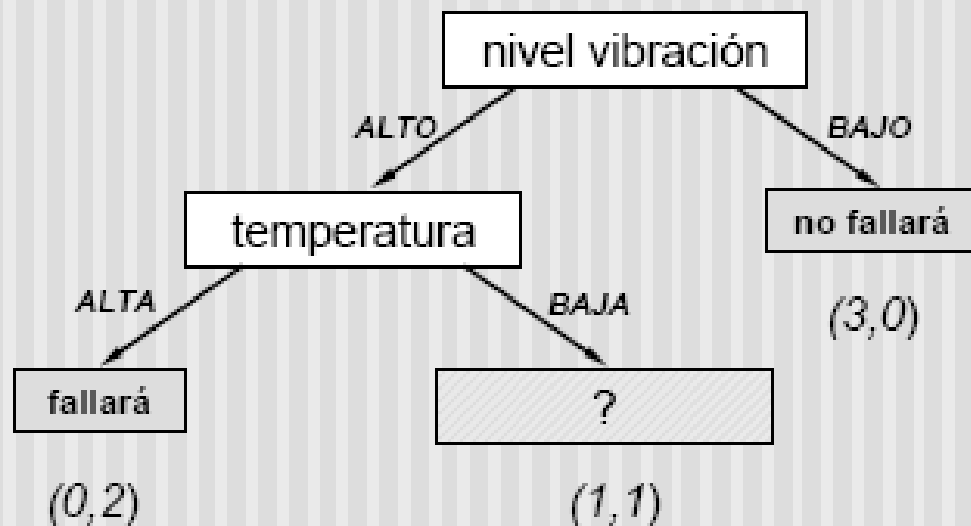 nivel vibración
ALTO
BAJO
temperatura
no fallará
ALTA
BAJA
(3,0)
fallará
?
(0,2)
(1,1)